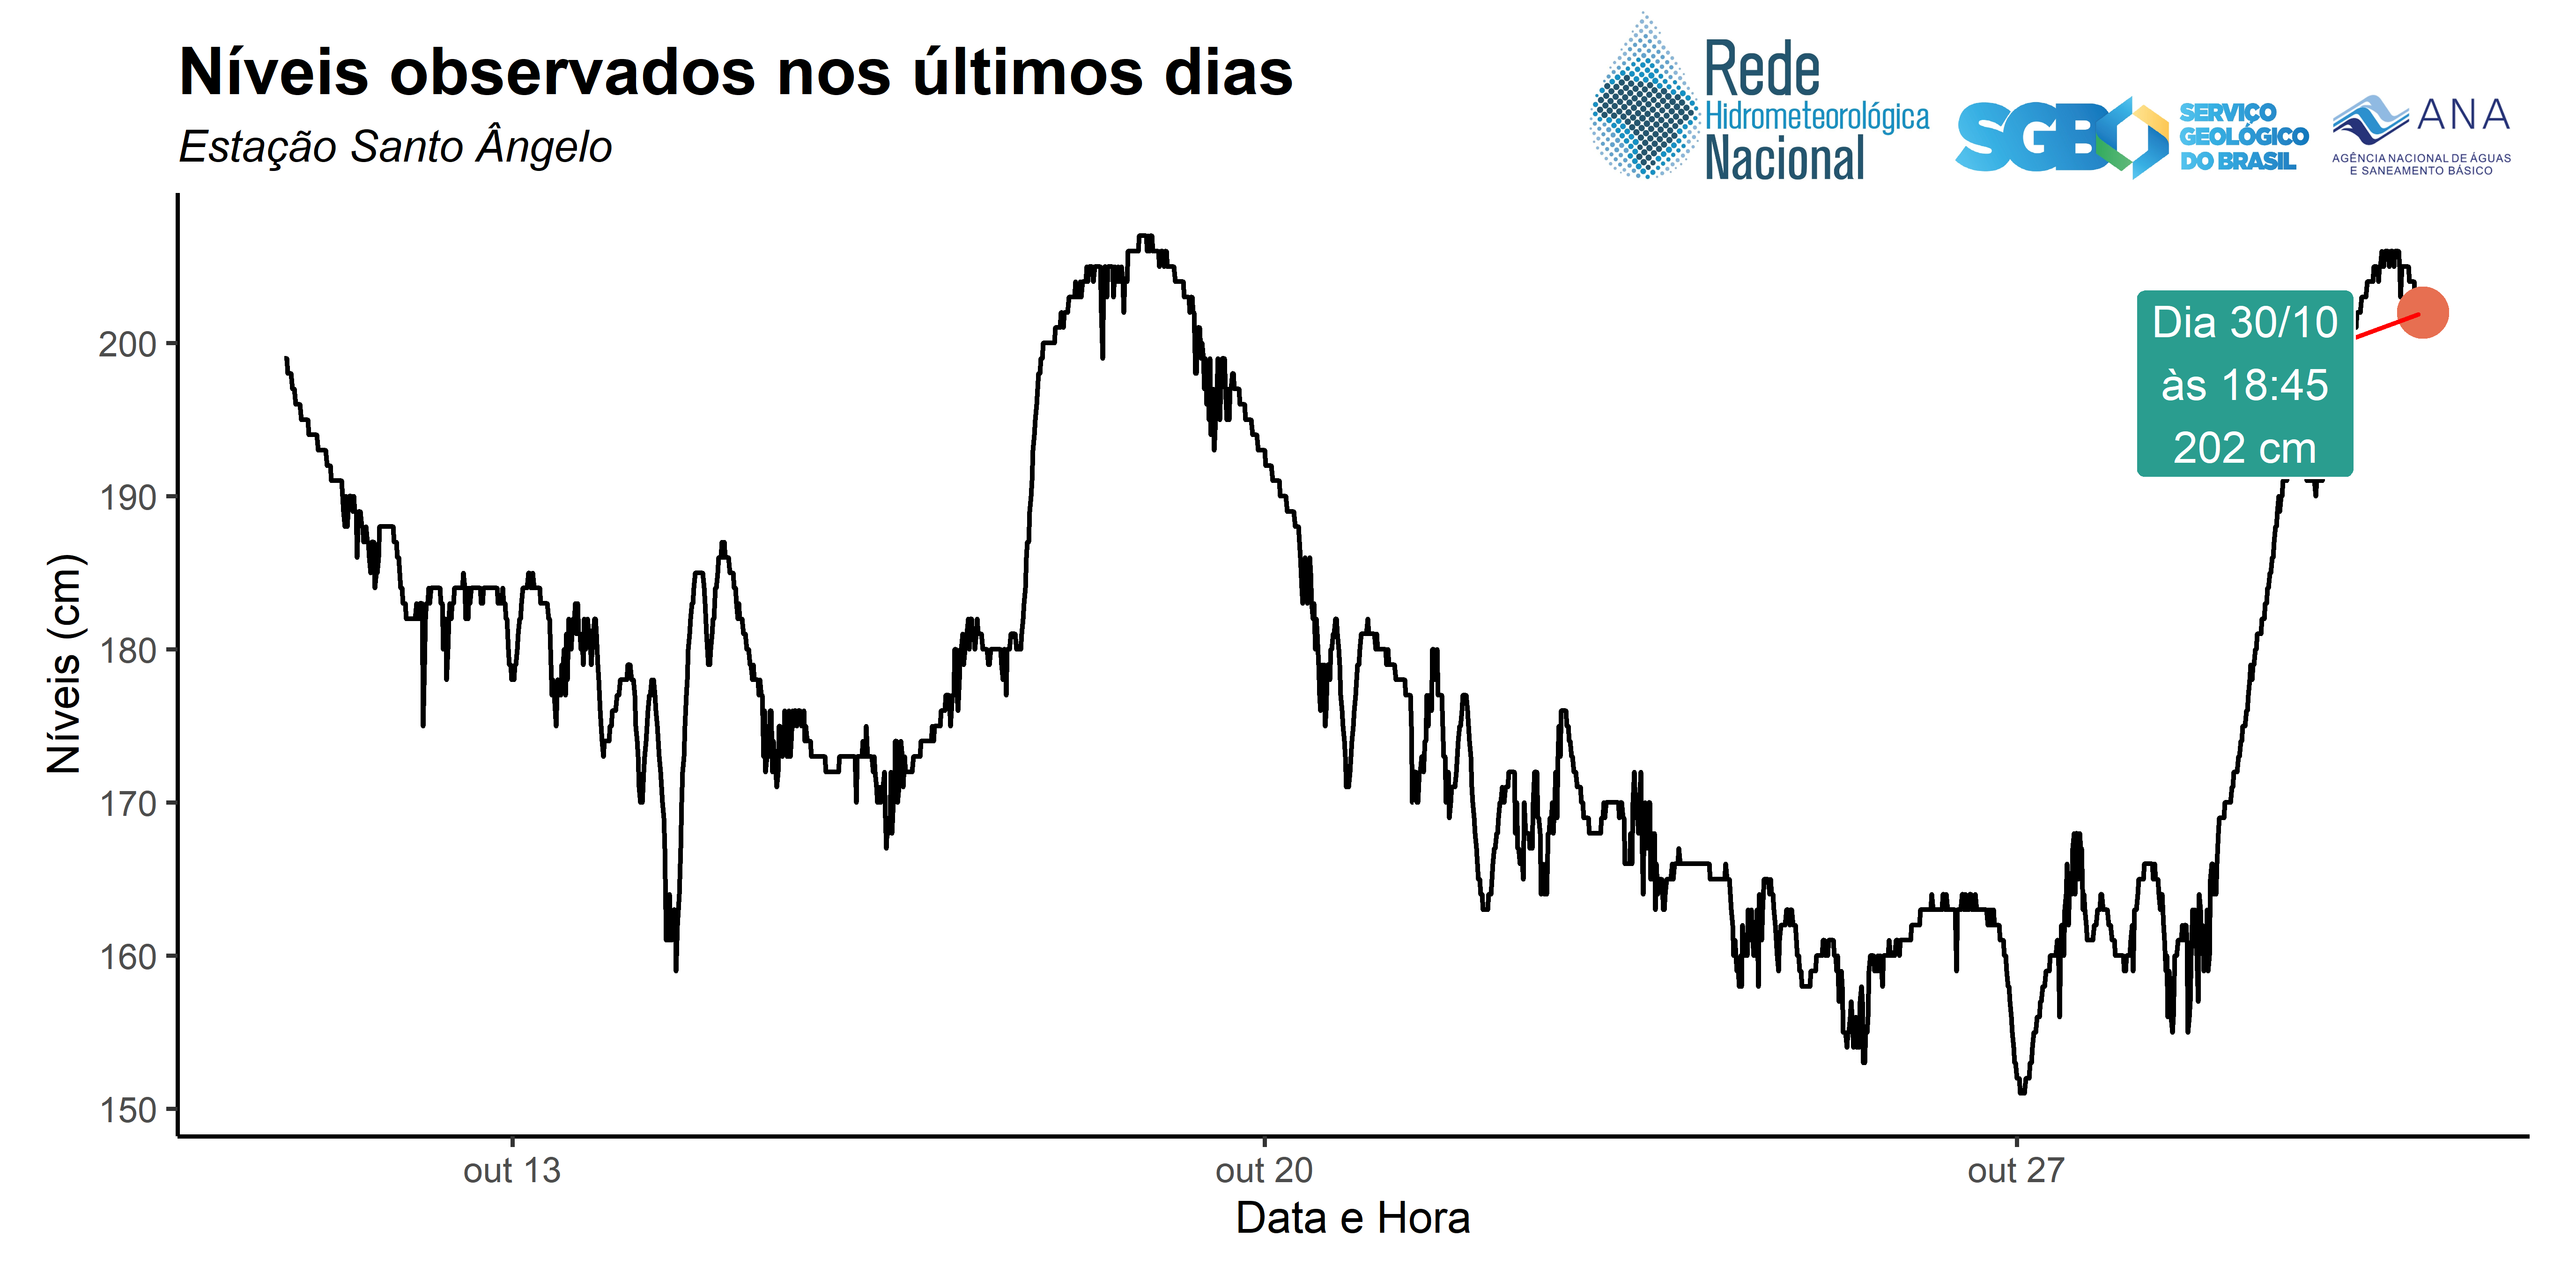 Níveis observados nos últimos dias
Estação Santo Ângelo
Rede
Hidrometeorológica
Nacional
SGB
SERVIÇO
GEOLÓGICO
DO BRASIL
ANA
AGÊNCIA NACIONAL DE ÁGUAS
E SANEAMENTO BÁSICO
Níveis (cm)
200
190
180
170
160
150
Dia 30/10
às 18:45
202 cm
out 13
out 20
out 27
Data e Hora